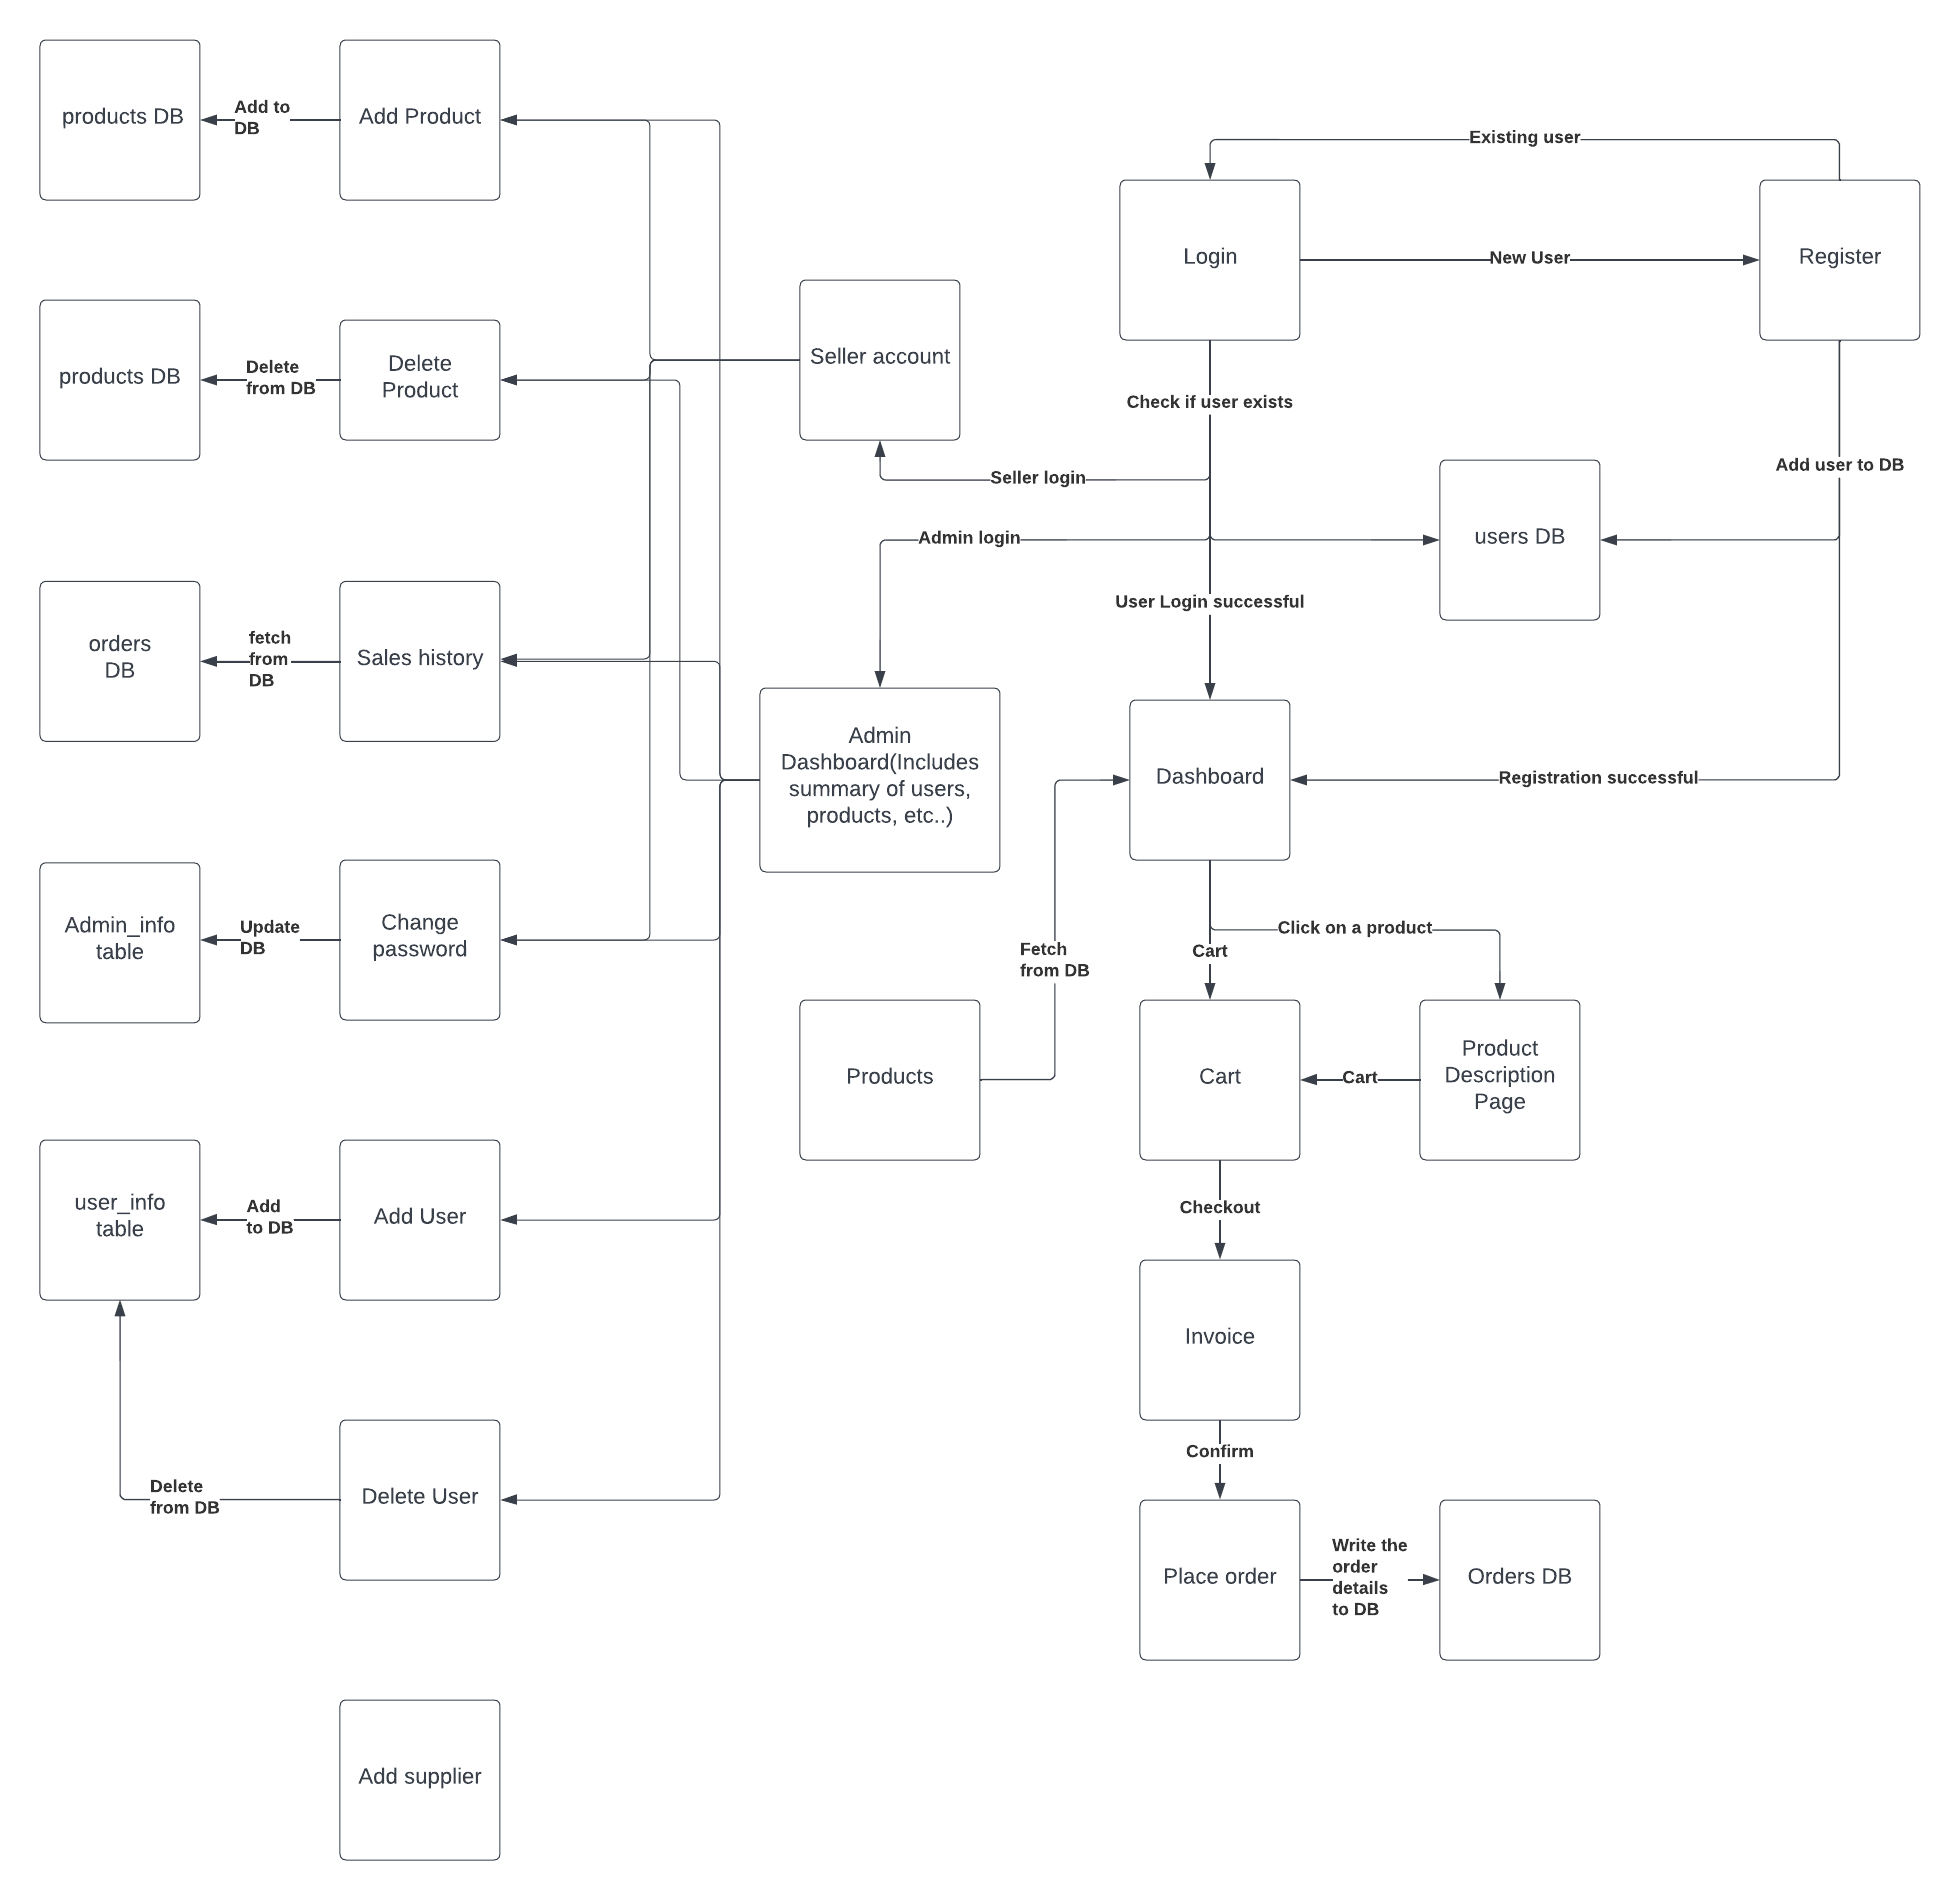 products DB
Add to
DB
Add Product
Existing user
Login
New User
Register
products DB
Delete
from DB
Delete
Product
Seller account
Check if user exists
Seller login
Add user to DB
Admin login
users DB
User Login successful
orders
DB
fetch
from
DB
Sales history
Admin
Dashboard(Includes
summary of users,
products, etc..)
Dashboard
Registration successful
Admin_info
table
Update
DB
Change
password
Fetch
from DB
Cart
Click on a product
Products
Cart
Cart
Product
Description
Page
user_info
table
Add
to DB
Add User
Checkout
Invoice
Delete
from DB
Delete User
Confirm
Place order
Write the
order
details
to DB
Orders DB
Add supplier